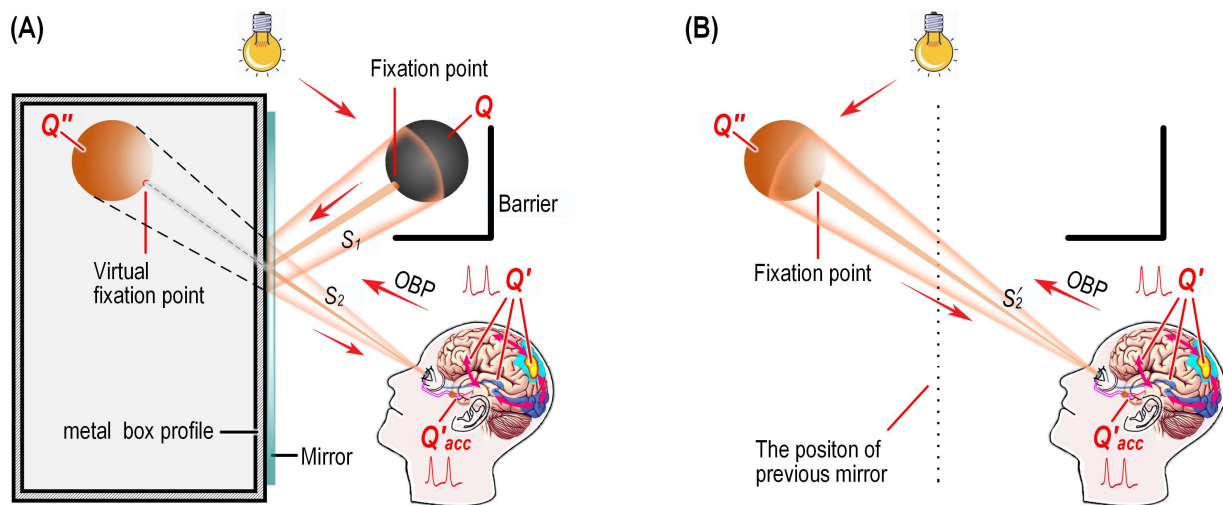 (A)
Fixation point
Q
Q″
Barrier
S1
Virtual
fixation point
S2
OBP
Q′
metal box profile
Mirror
Q′acc
(B)
Q″
Fixation point
S′2
OBP
Q′
The positon of
previous mirror
Q′acc